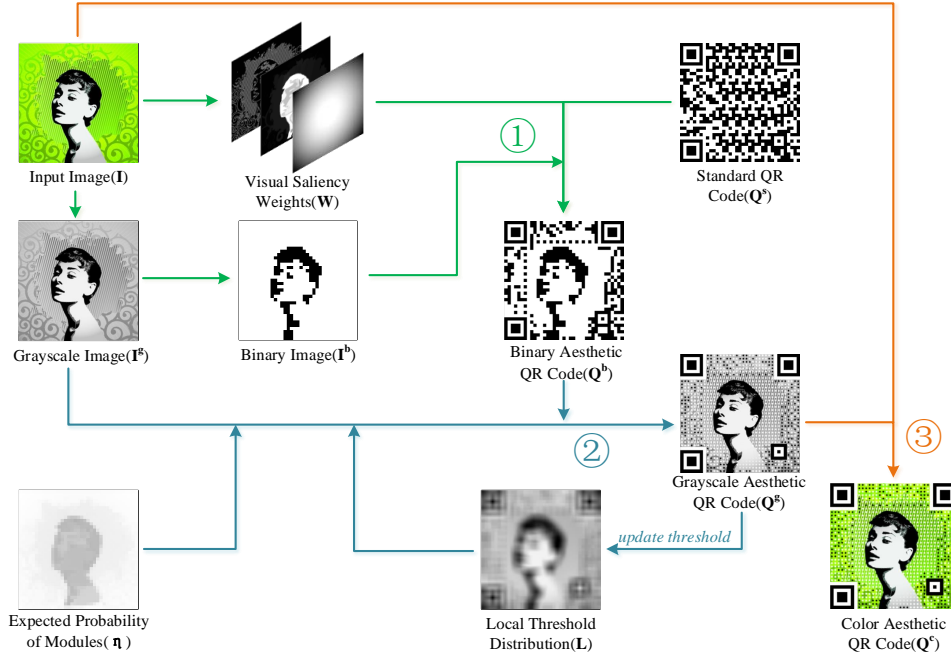 Input Image(I)
Visual Saliency
Weights(W)
①
Standard QR
Code(Qˢ)
Grayscale Image(Iᵍ)
Binary Image(Iᵇ)
Binary Aesthetic
QR Code(Qᵇ)
②
③
Grayscale Aesthetic
QR Code(Qᵍ)
update threshold
Expected Probability
of Modules( η)
Local Threshold
Distribution(L)
Color Aesthetic
QR Code(Qᶜ)